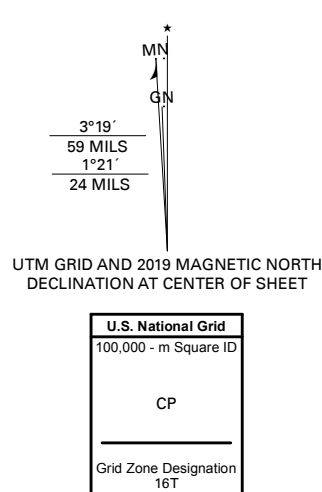 MN
GN
3°19´
59 MILS
1°21´
24 MILS
UTM GRID AND 2019 MAGNETIC NORTH
DECLINATION AT CENTER OF SHEET
U.S. National Grid
100,000 - m Square ID
CP
Grid Zone Designation
16T